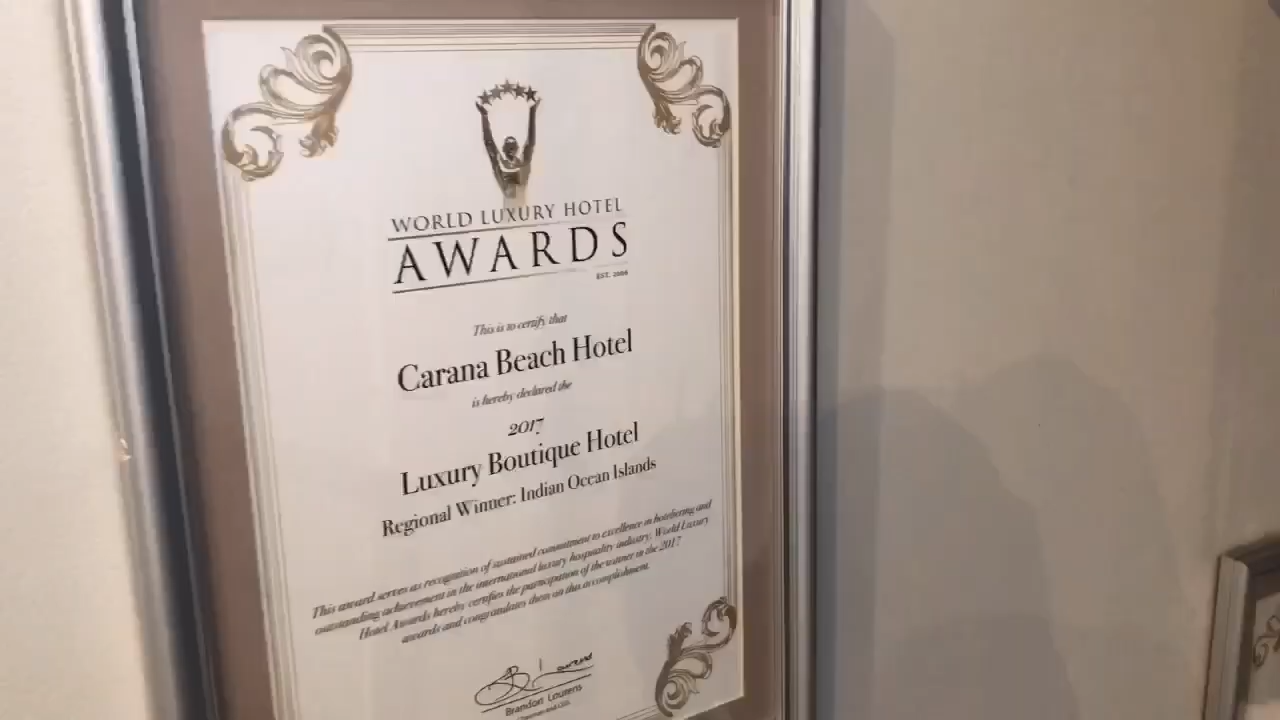 WORLD LUXURY HOTEL
AWARDS
EST. 2006
This is to certify that
Carana Beach Hotel
is hereby declared the
2017
Luxury Boutique Hotel
Regional Winner: Indian Ocean Islands
This award serves as recognition of sustained commitment to excellence in hoteliering and
outstanding achievement in the international luxury hospitality industry. World Luxury
Hotel Awards hereby certifies the participation of the winner in the 2017
awards and congratulates them on this accomplishment.
Brandon Lourens